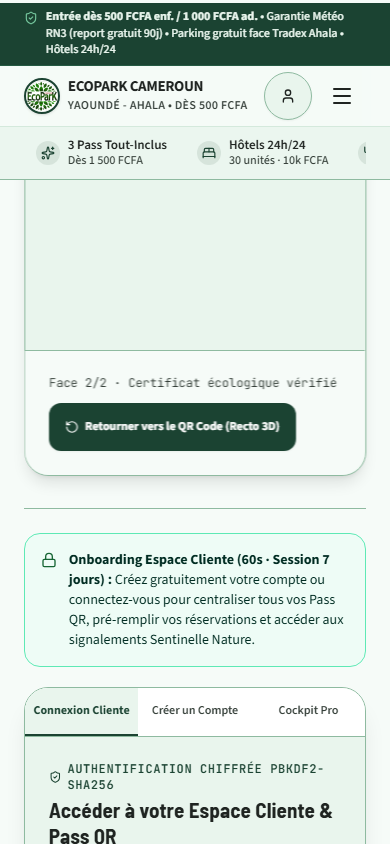 Entrée dès 500 FCFA enf. / 1 000 FCFA ad. • Garantie Météo
RN3 (report gratuit 90j) • Parking gratuit face Tradex Ahala •
Hôtels 24h/24
EcoPark
ECOPARK CAMEROUN
YAOUNDÉ - AHALA • DÈS 500 FCFA
3 Pass Tout-Inclus
Dès 1 500 FCFA
Hôtels 24h/24
30 unités · 10k FCFA
Face 2/2 · Certificat écologique vérifié
Retourner vers le QR Code (Recto 3D)
Onboarding Espace Cliente (60s · Session 7
jours) : Créez gratuitement votre compte ou
connectez-vous pour centraliser tous vos Pass
QR, pré-remplir vos réservations et accéder aux
signalements Sentinelle Nature.
Connexion Cliente
Créer un Compte
Cockpit Pro
AUTHENTIFICATION CHIFFRÉE PBKDF2-
SHA256
Accéder à votre Espace Cliente &
Pass QR